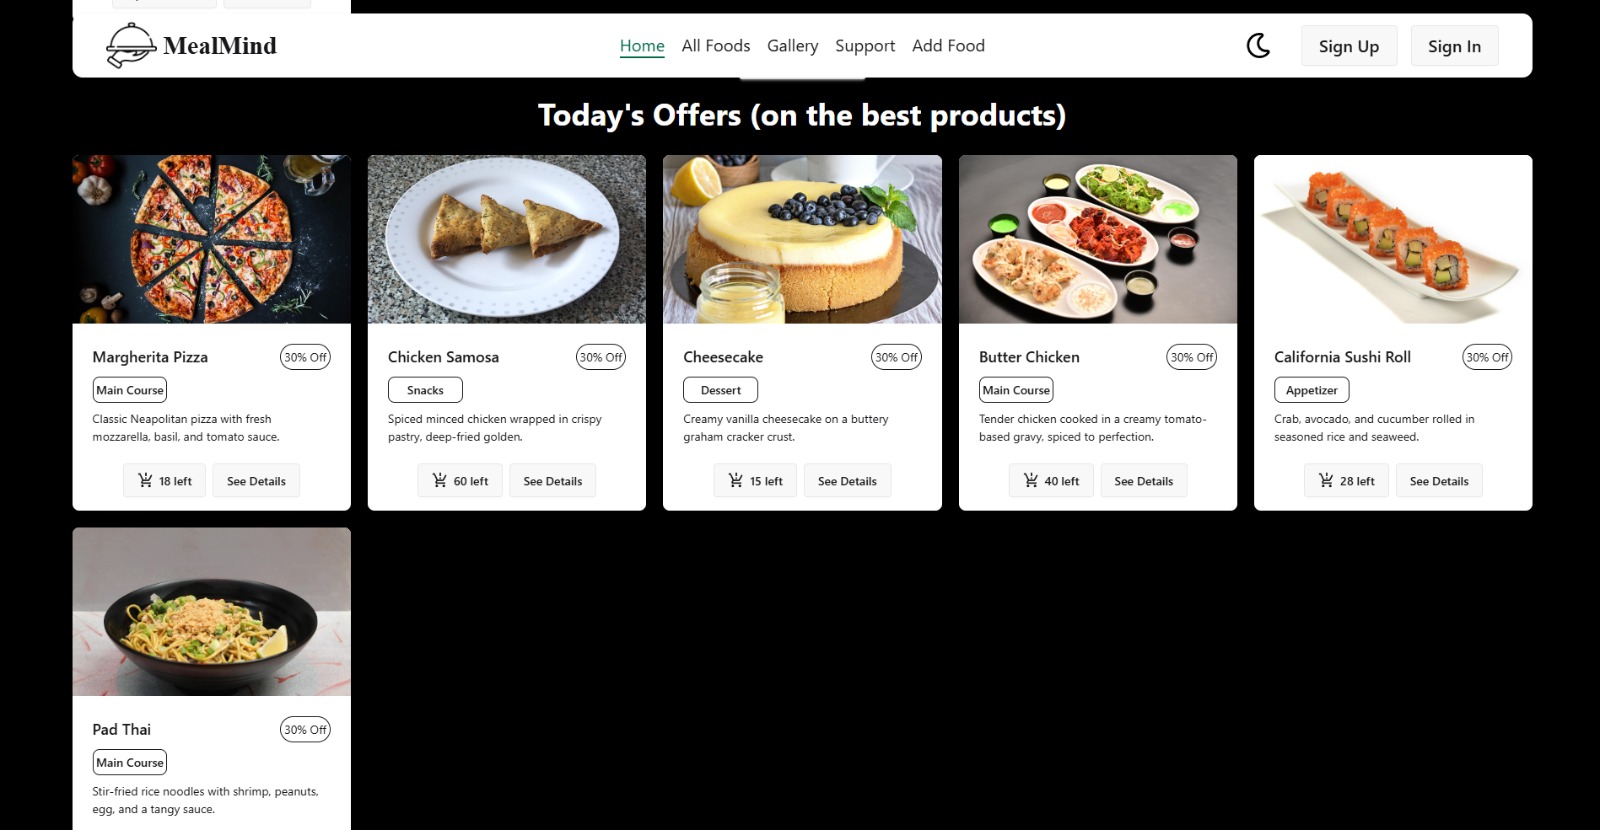 MealMind
Home
All Foods
Gallery
Support
Add Food
Sign Up
Sign In
Today's Offers (on the best products)
Margherita Pizza
30% Off
Main Course
Classic Neapolitan pizza with fresh
mozzarella, basil, and tomato sauce.
18 left
See Details
Chicken Samosa
30% Off
Snacks
Spiced minced chicken wrapped in crispy
pastry, deep-fried golden.
60 left
See Details
Cheesecake
30% Off
Dessert
Creamy vanilla cheesecake on a buttery
graham cracker crust.
15 left
See Details
Butter Chicken
30% Off
Main Course
Tender chicken cooked in a creamy tomato-
based gravy, spiced to perfection.
40 left
See Details
California Sushi Roll
30% Off
Appetizer
Crab, avocado, and cucumber rolled in
seasoned rice and seaweed.
28 left
See Details
Pad Thai
30% Off
Main Course
Stir-fried rice noodles with shrimp, peanuts,
egg, and a tangy sauce.